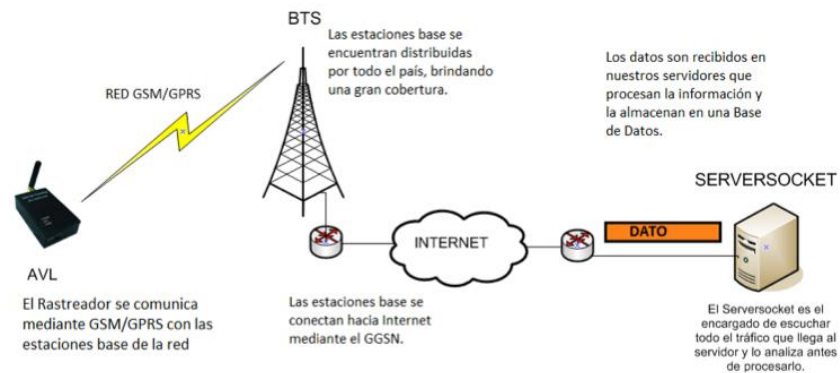 BTS
Las estaciones base se
encuentran distribuidas
por todo el país, brindando
una gran cobertura.
Los datos son recibidos en
nuestros servidores que
procesan la información y
la almacenan en una Base
de Datos.
RED GSM/GPRS
SERVERSOCKET
INTERNET
DATO
AVL
El Rastreador se comunica
mediante GSM/GPRS con las
estaciones base de la red
Las estaciones base se
conectan hacia Internet
mediante el GGSN.
El Serversocket es el
encargado de escuchar
todo el tráfico que llega al
servidor y lo analiza antes
de procesarlo.